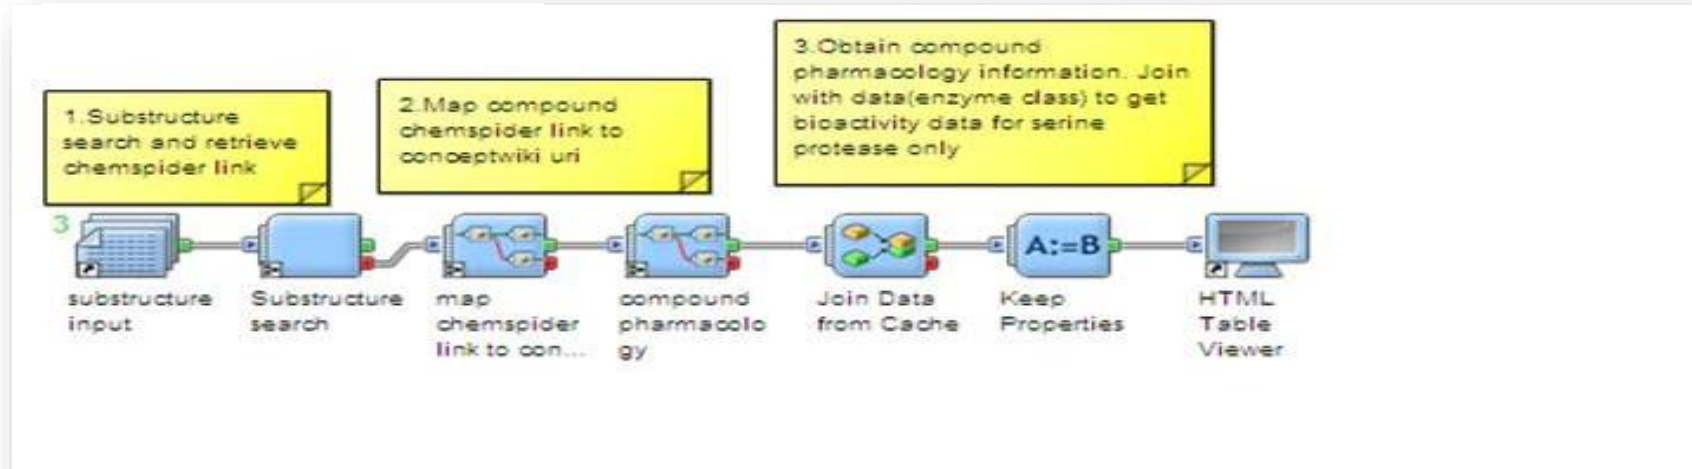 1.Substructure
search and retrieve
chemspider link
2.Map compound
chemspider link to
conceptwiki uri
3.Obtain compound
pharmacology information. Join
with data(enzyme class) to get
bioactivity data for serine
protease only
3
substructure
input
Substructure
search
map
chemspider
link to con...
compound
pharmacolo
gy
Join Data
from Cache
A:=B
Keep
Properties
HTML
Table
Viewer